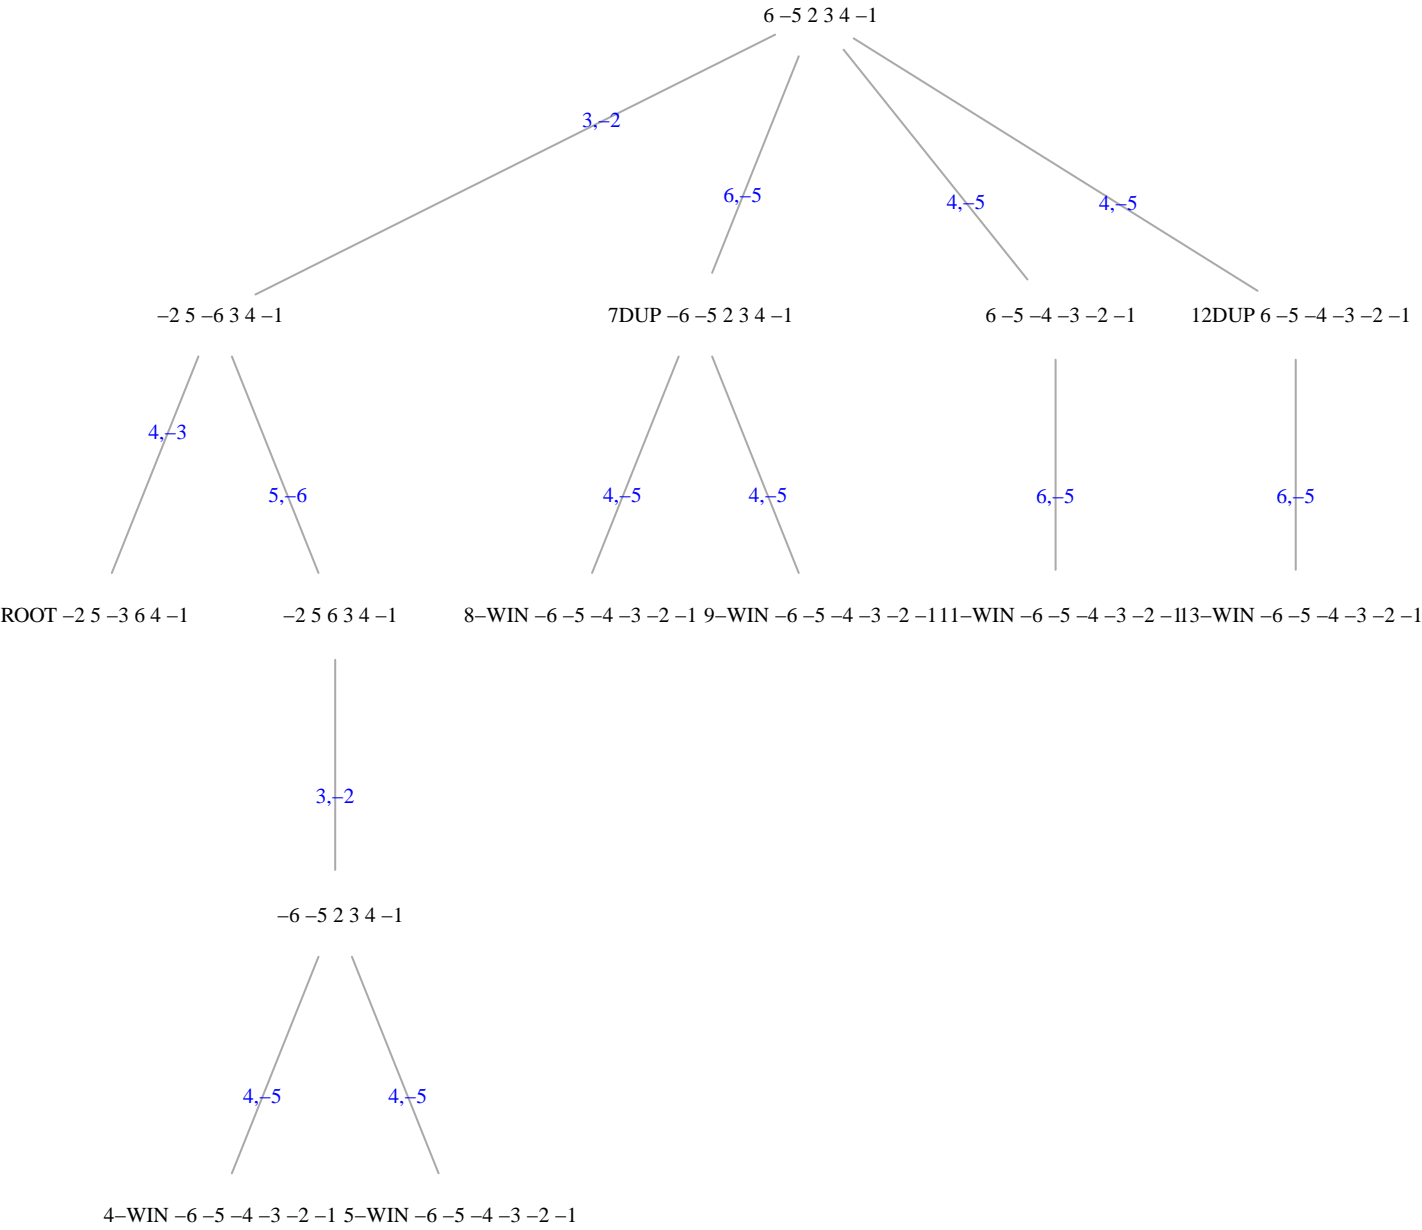 6 –5 2 3 4 –1
3,–2
6,–5
4,–5
4,–5
–2 5 –6 3 4 –1
7DUP –6 –5 2 3 4 –1
6 –5 –4 –3 –2 –1
12DUP 6 –5 –4 –3 –2 –1
4,–3
5,–6
4,–5
4,–5
6,–5
6,–5
ROOT –2 5 –3 6 4 –1
–2 5 6 3 4 –1
8–WIN –6 –5 –4 –3 –2 –1
9–WIN –6 –5 –4 –3 –2 –1
11–WIN –6 –5 –4 –3 –2 –1
13–WIN –6 –5 –4 –3 –2 –1
3,–2
–6 –5 2 3 4 –1
4,–5
4,–5
4–WIN –6 –5 –4 –3 –2 –1
5–WIN –6 –5 –4 –3 –2 –1